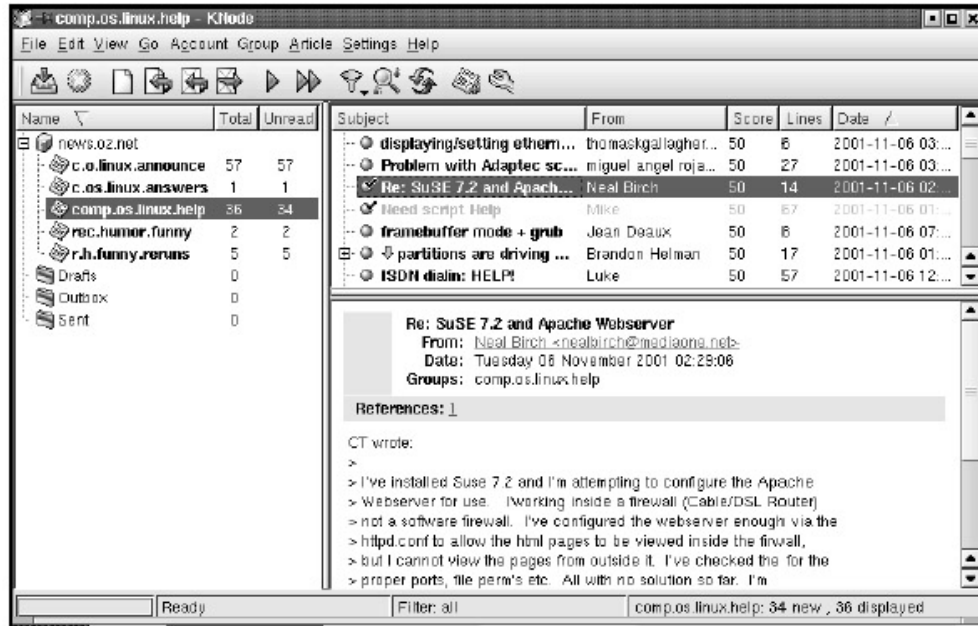 comp.os.linux.help - KNode
File Edit View Go Account Group Article Settings Help
Name Total Unread
news.oz.net
c.o.linux.announce 57 57
c.os.linux.answers 1 1
comp.os.linux.help 36 34
rec.humor.funny 2 2
r.h.funny.reruns 5 5
Drafts 0
Outbox 0
Sent 0
Subject From Score Lines Date
displaying/setting ethern... thomaskgallagher... 50 6 2001-11-06 03:...
Problem with Adaptec sc... miguel angel roja... 50 27 2001-11-06 03:...
Re: SuSE 7.2 and Apach... Neal Birch 50 14 2001-11-06 02:...
Need script Help Mike 50 67 2001-11-06 01:...
framebuffer mode + grub Jean Deaux 50 6 2001-11-06 07:...
partitions are driving ... Brandon Helman 50 17 2001-11-06 01:...
ISDN dialin: HELP! Luke 50 57 2001-11-06 12:...
Re: SuSE 7.2 and Apache Webserver
From: Neal Birch <nealbirch@mediaone.net>
Date: Tuesday 06 November 2001 02:29:06
Groups: comp.os.linux.help
References: 1
CT wrote:
>
> I've installed Suse 7.2 and I'm attempting to configure the Apache
> Webserver for use. I'working inside a firewall (Cable/DSL Router)
> not a software firewall. I've configured the webserver enough via the
> httpd.conf to allow the html pages to be viewed inside the firwall,
> but I cannot view the pages from outside it. I've checked the for the
> proper ports, file perm's etc. All with no solution so far. I'm
Ready Filter: all comp.os.linux.help: 34 new , 36 displayed